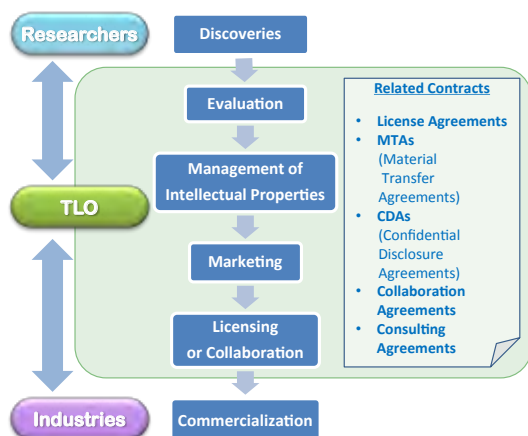 Researchers
Discoveries
Evaluation
Management of
Intellectual Properties
TLO
Marketing
Licensing
or Collaboration
Industries
Commercialization
Related Contracts
• License Agreements
• MTAs
(Material
Transfer
Agreements)
• CDAs
(Confidential
Disclosure
Agreements)
• Collaboration
Agreements
• Consulting
Agreements